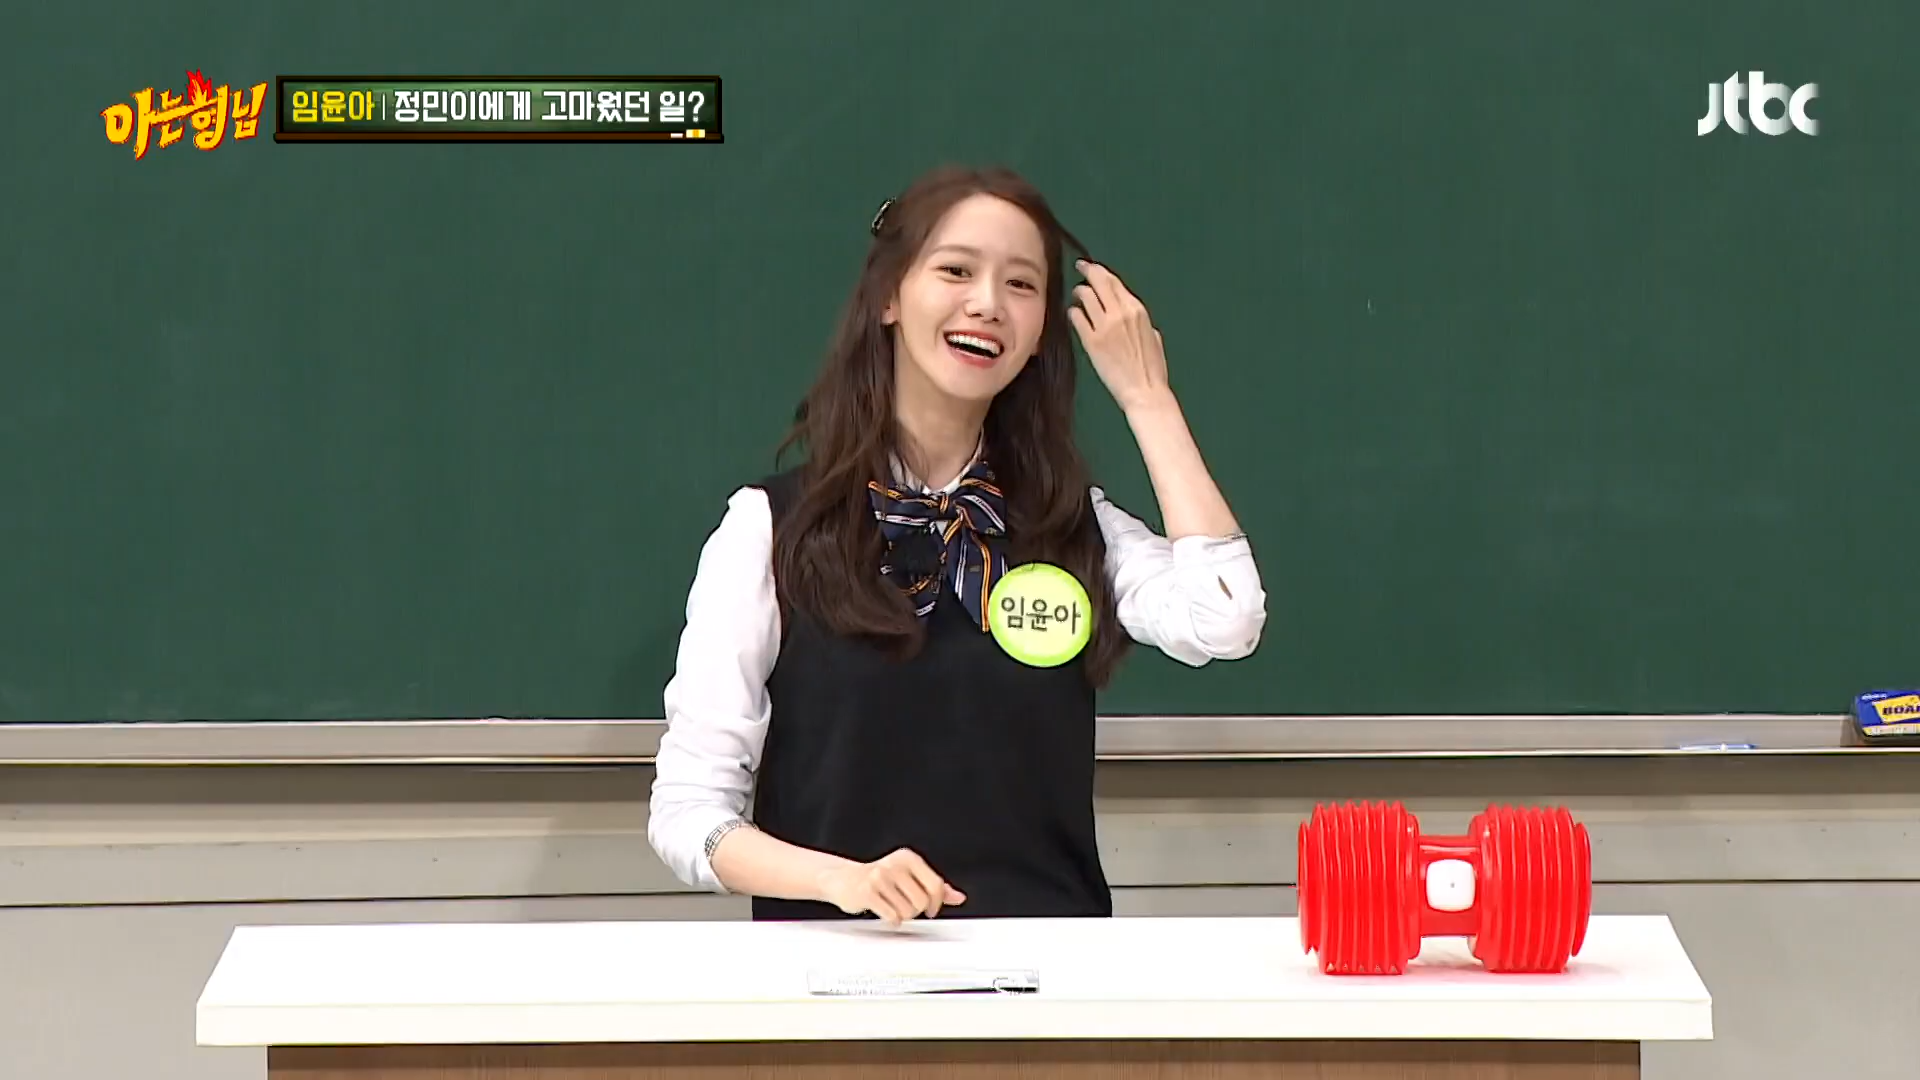 아는형님
임윤아 | 정민이에게 고마웠던 일?
jtbc
임윤아